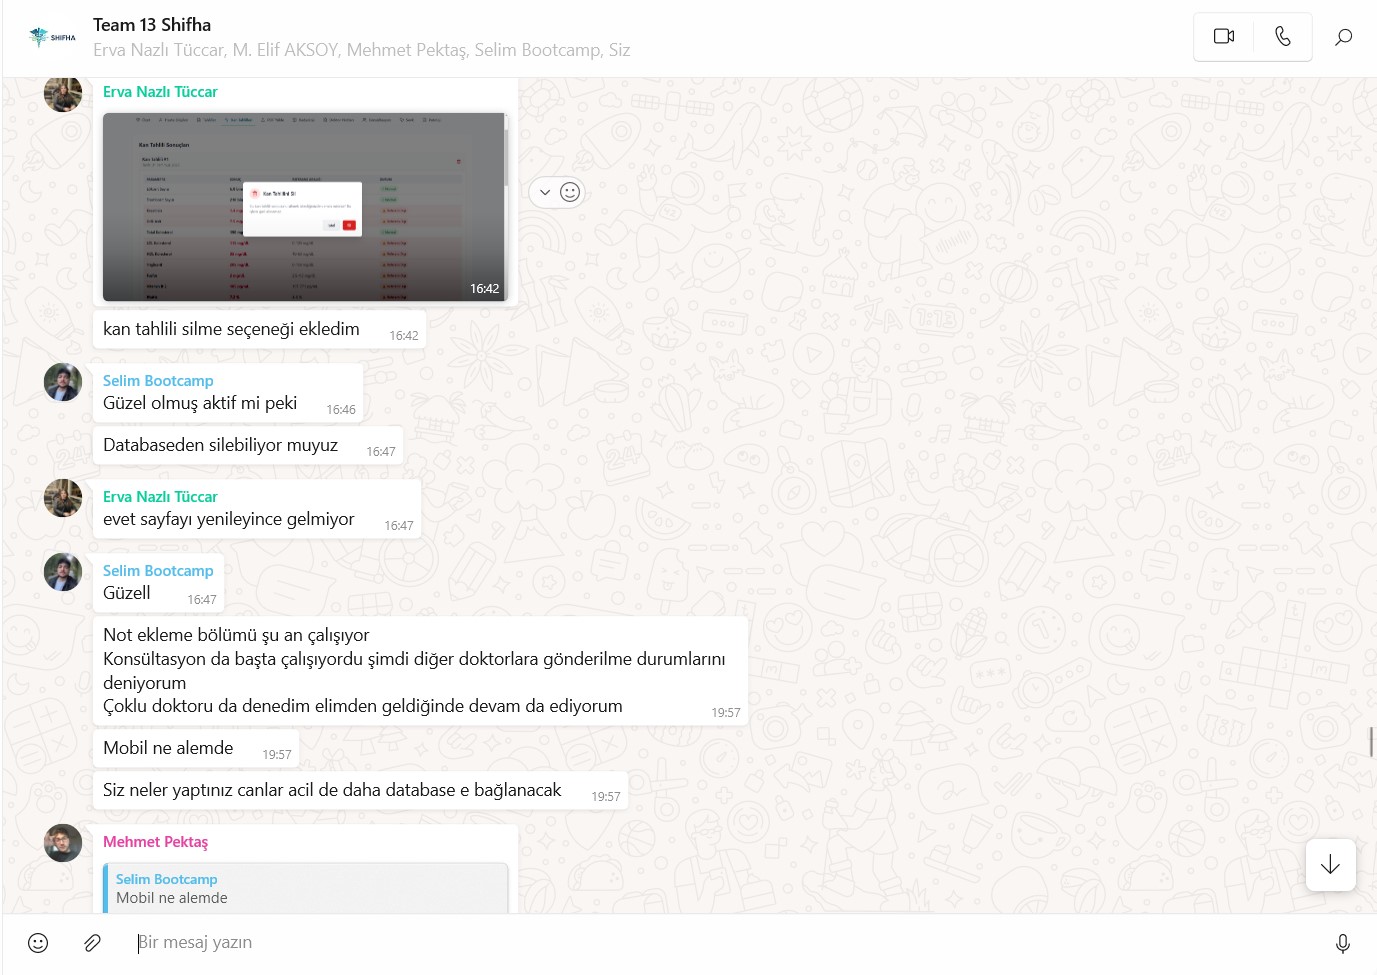 SHIFHA
Team 13 Shifha
Erva Nazlı Tüccar, M. Elif AKSOY, Mehmet Pektaş, Selim Bootcamp, Siz
Erva Nazlı Tüccar
Kan Tahlili Sonuçları
Kan Tahlilini Sil
16:42
kan tahlili silme seçeneği ekledim
16:42
Selim Bootcamp
Güzel olmuş aktif mi peki
16:46
Databaseden silebiliyor muyuz
16:47
Erva Nazlı Tüccar
evet sayfayı yenileyince gelmiyor
16:47
Selim Bootcamp
Güzell
16:47
Not ekleme bölümü şu an çalışıyor
Konsültasyon da başta çalışıyordu şimdi diğer doktorlara gönderilme durumlarını
deniyorum
Çoklu doktoru da denedim elimden geldiğinde devam da ediyorum
19:57
Mobil ne alemde
19:57
Siz neler yaptınız canlar acil de daha database e bağlanacak
19:57
Mehmet Pektaş
Selim Bootcamp
Mobil ne alemde
Bir mesaj yazın